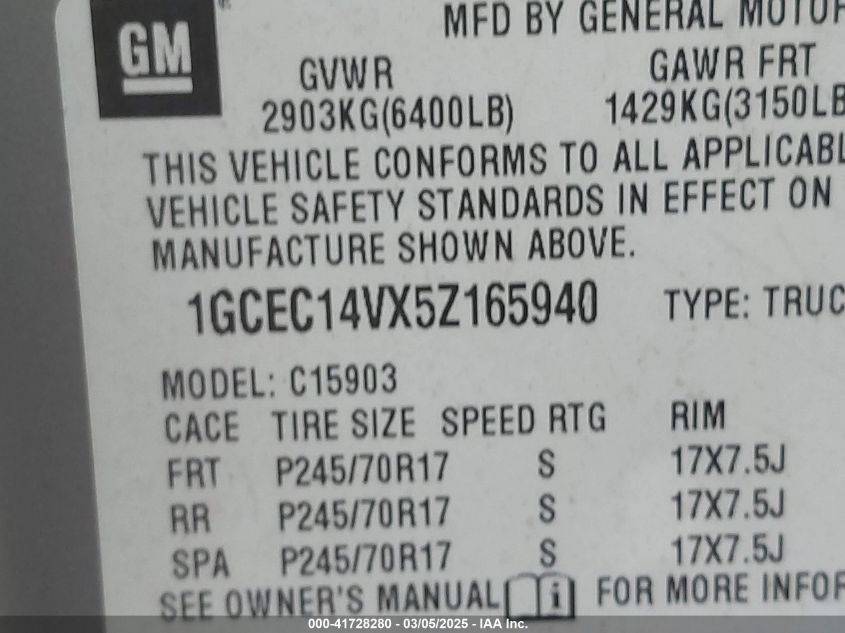 GM
MFD BY GENERAL MOTOR
GVWR GAWR FRT
2903KG(6400LB) 1429KG(3150LB
THIS VEHICLE CONFORMS TO ALL APPLICABL
VEHICLE SAFETY STANDARDS IN EFFECT ON
MANUFACTURE SHOWN ABOVE.
1GCEC14VX5Z165940 TYPE: TRUC
MODEL: C15903
CACE TIRE SIZE SPEED RTG RIM
FRT P245/70R17 S 17X7.5J
RR P245/70R17 S 17X7.5J
SPA P245/70R17 S 17X7.5J
SEE OWNER'S MANUAL i FOR MORE INFOR
000-41728280 - 03/05/2025 - IAA Inc.